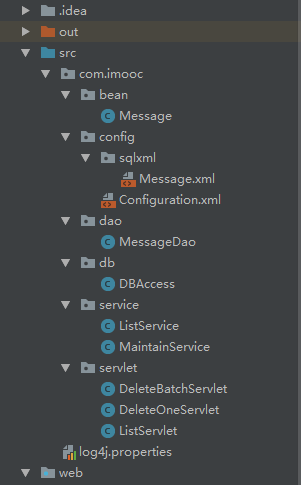 .idea
out
src
com.imooc
bean
Message
config
sqlxml
Message.xml
Configuration.xml
dao
MessageDao
db
DBAccess
service
ListService
MaintainService
servlet
DeleteBatchServlet
DeleteOneServlet
ListServlet
log4j.properties
web